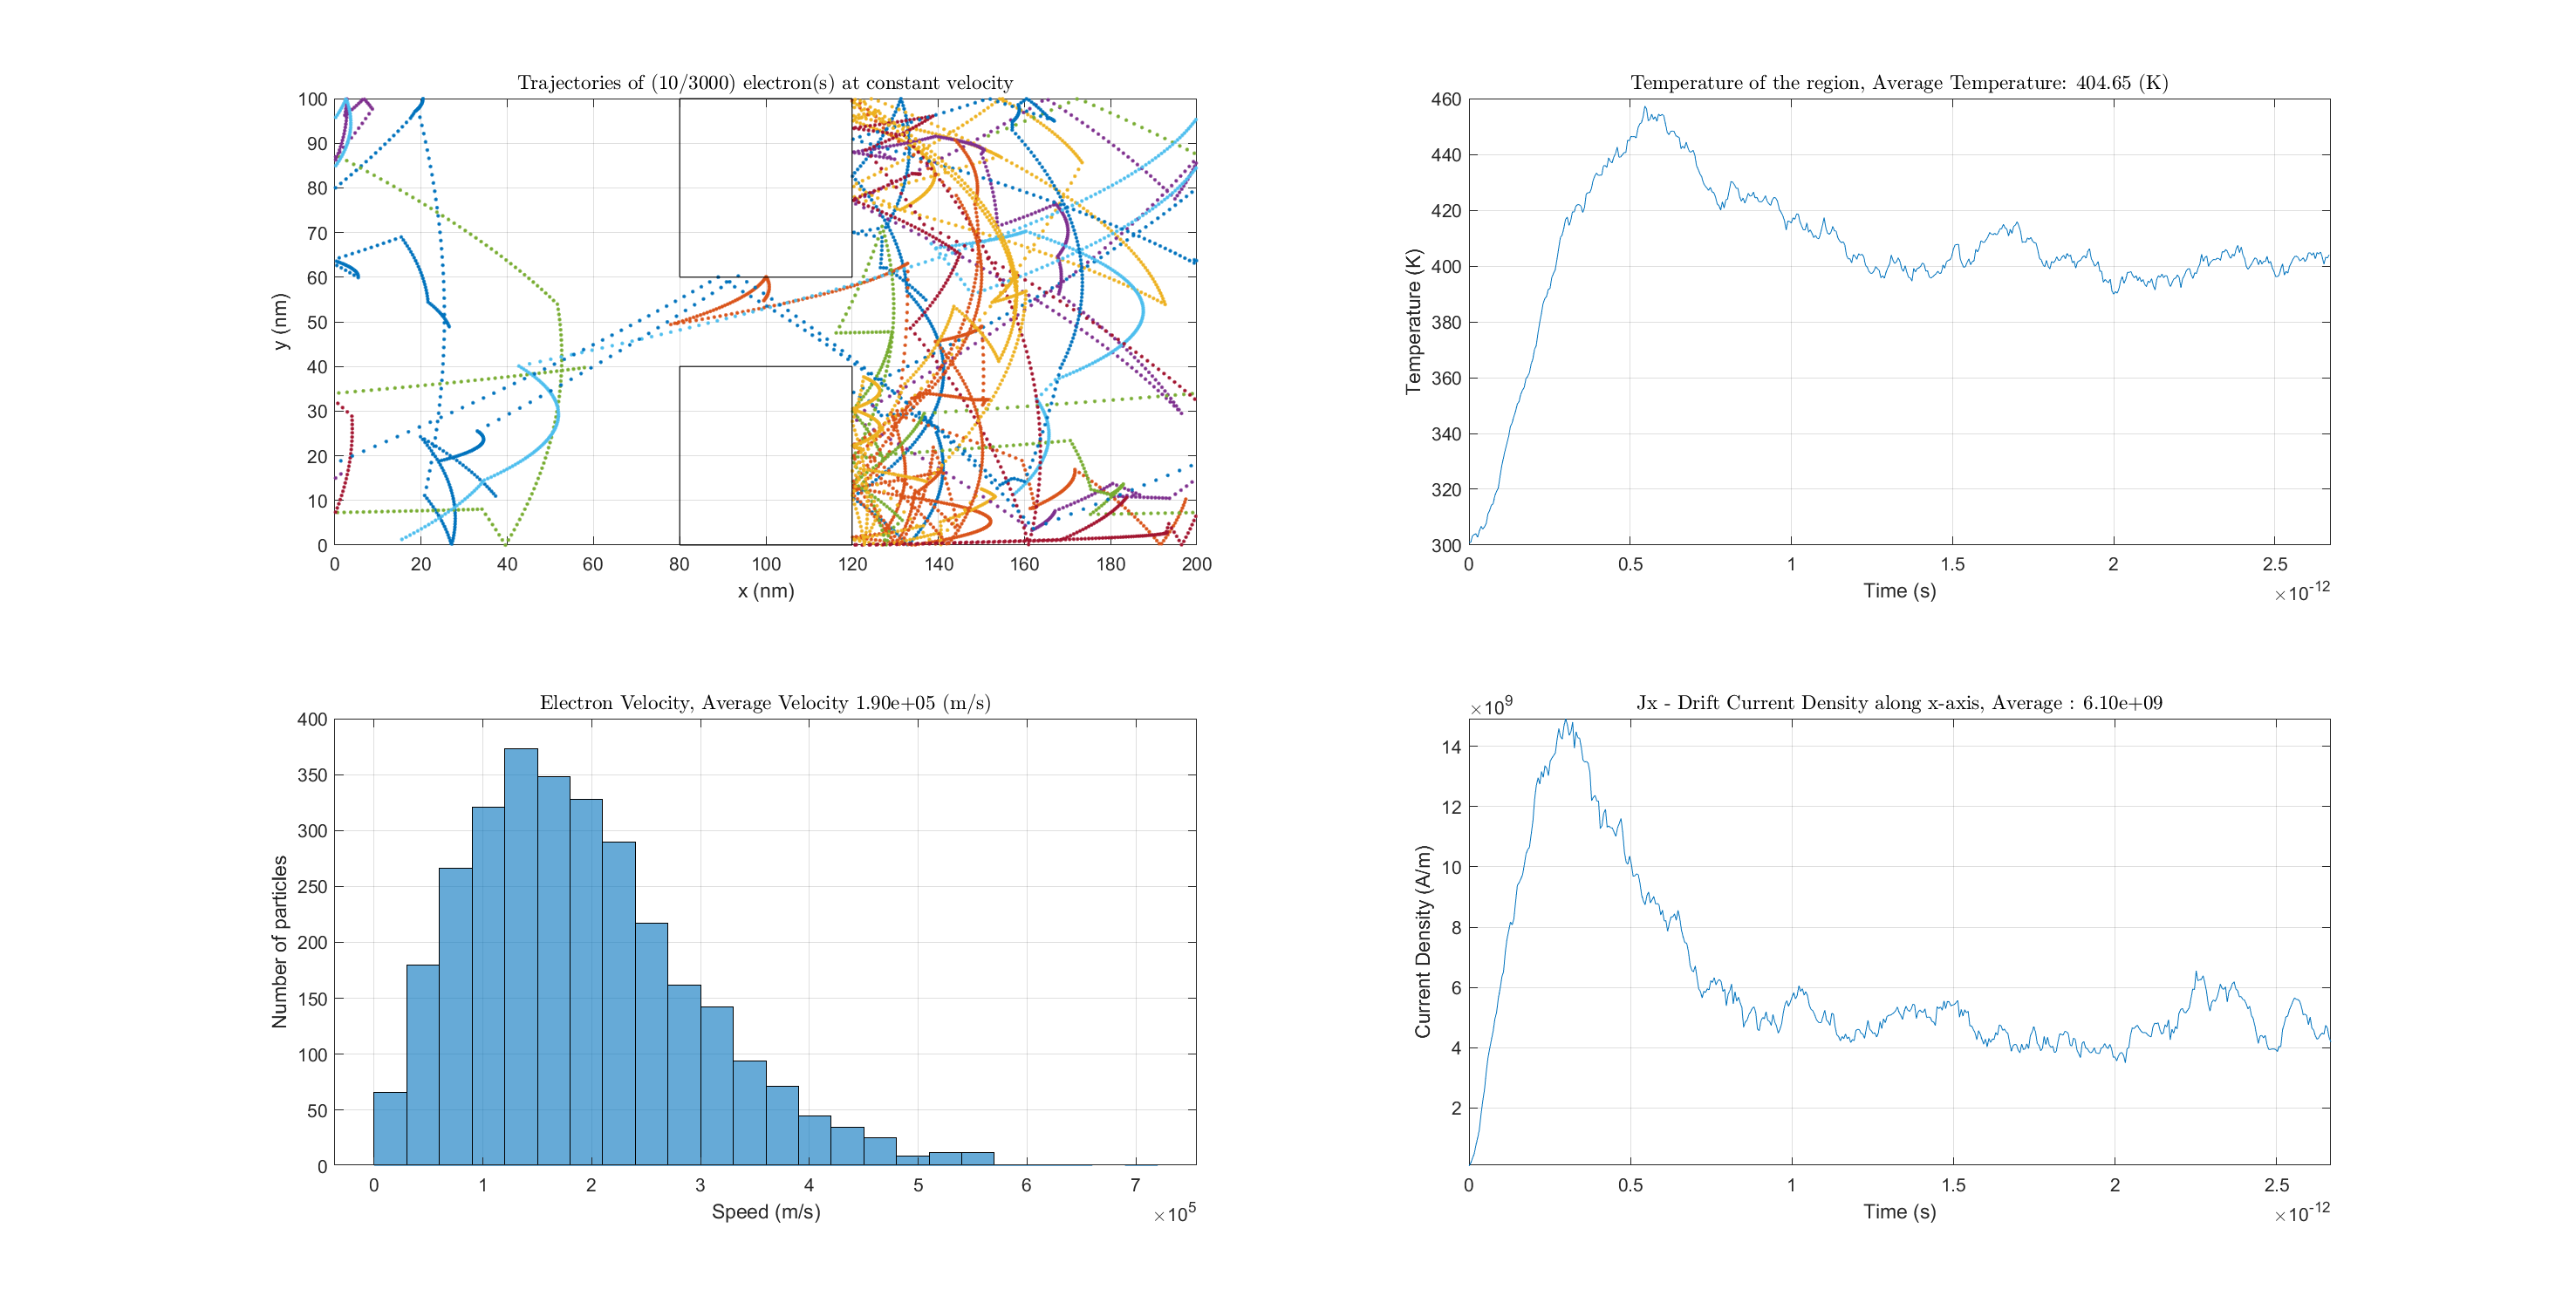 Trajectories of (10/3000) electron(s) at constant velocity
100
90
80
70
60
50
40
30
20
10
0
y (nm)
0 20 40 60 80 100 120 140 160 180 200
x (nm)
Temperature of the region, Average Temperature: 404.65 (K)
460
440
420
400
380
360
340
320
300
Temperature (K)
0 0.5 1 1.5 2 2.5
Time (s)
×10-12
Electron Velocity, Average Velocity 1.90e+05 (m/s)
400
350
300
250
200
150
100
50
0
Number of particles
0 1 2 3 4 5 6 7
Speed (m/s)
×105
Jx - Drift Current Density along x-axis, Average : 6.10e+09
×109
14
12
10
8
6
4
2
Current Density (A/m)
0 0.5 1 1.5 2 2.5
Time (s)
×10-12